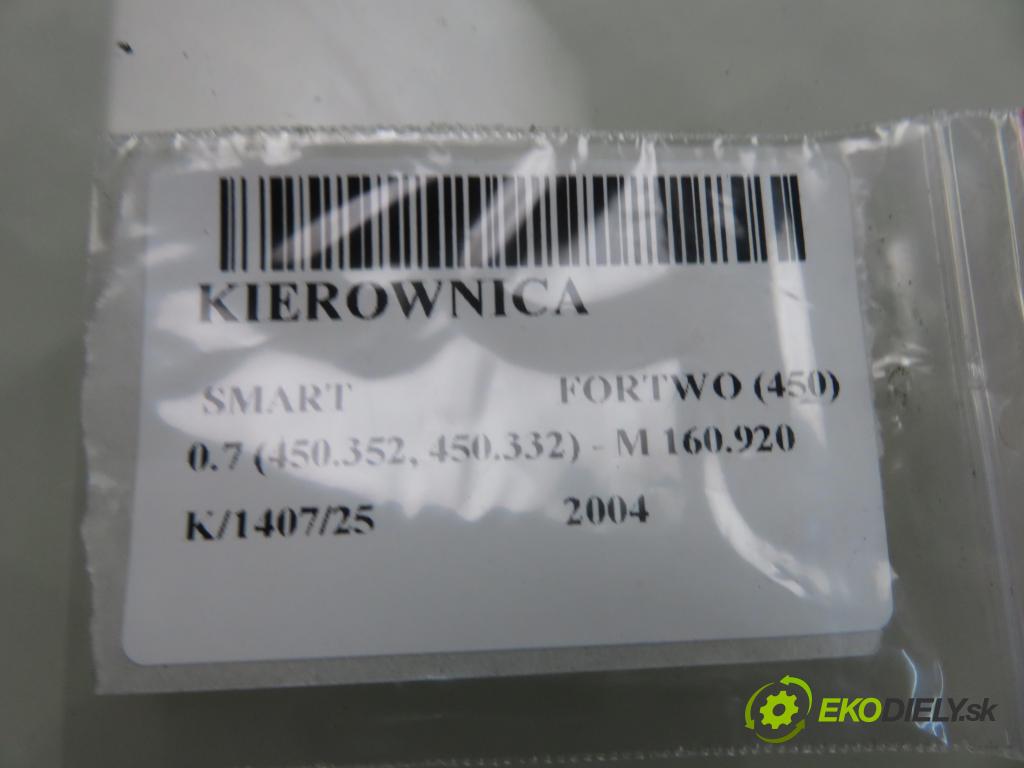 KIEROWNICA
SMART FORTWO (450)
0.7 (450.352, 450.332) - M 160.920
K/1407/25 2004
EKODIELY.sk